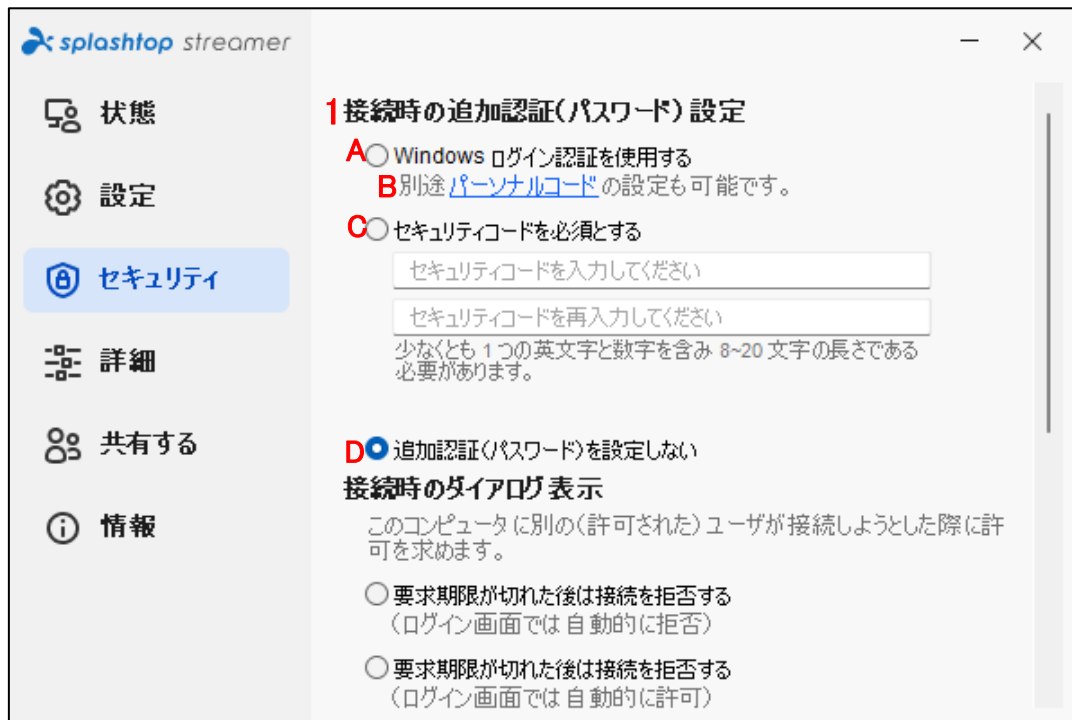 splashtop streamer
状態
設定
セキュリティ
詳細
共有する
情報
1接続時の追加認証(パスワード) 設定
A Windows ログイン認証を使用する
B別途 パーソナルコード の設定も可能です。
C セキュリティコードを必須とする
セキュリティコードを入力してください
セキュリティコードを再入力してください
少なくとも 1 つの英文字と数字を含み 8~20 文字の長さである
必要があります。
D 追加認証(パスワード)を設定しない
接続時のダイアログ表示
このコンピュータに別の(許可された)ユーザが接続しようとした際に許
可を求めます。
要求期限が切れた後は接続を拒否する
(ログイン画面では自動的に拒否)
要求期限が切れた後は接続を拒否する
(ログイン画面では自動的に許可)